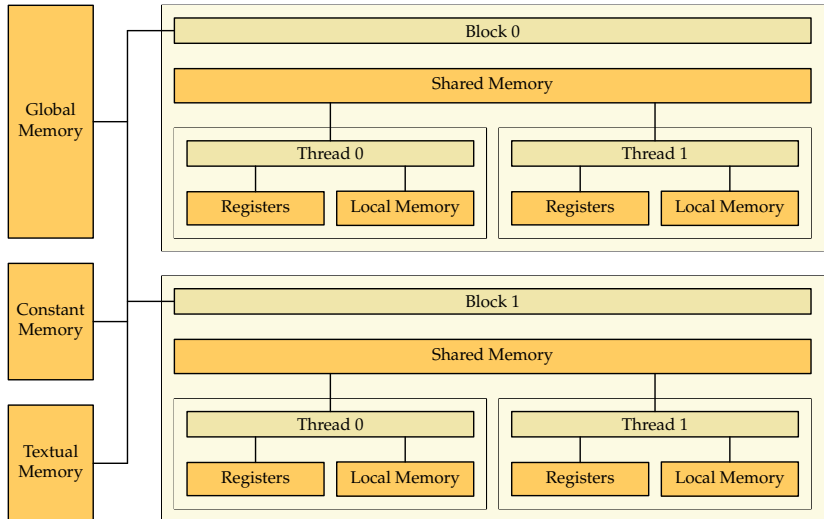 Global
Memory
Constant
Memory
Textual
Memory
Block 0
Shared Memory
Thread 0
Registers
Local Memory
Thread 1
Registers
Local Memory
Block 1
Shared Memory
Thread 0
Registers
Local Memory
Thread 1
Registers
Local Memory